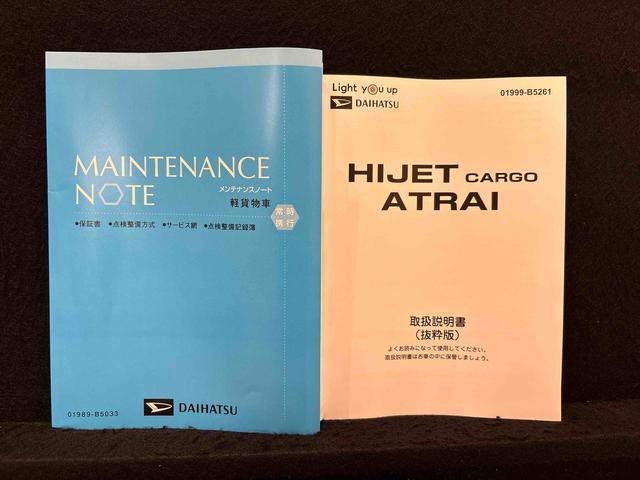 MAINTENANCE
NOTE
メンテナンスノート
軽貨物車
常時
携行
●保証書 ●点検整備方式 ●サービス網 ●点検整備記録簿
01989-B5033
DAIHATSU
Light you up
DAIHATSU
01999-B5261
HIJET CARGO
ATRAI
取扱説明書
（抜粋版）
よくお読みになって使用してください。
取扱説明書はお車の中に保管しましょう。